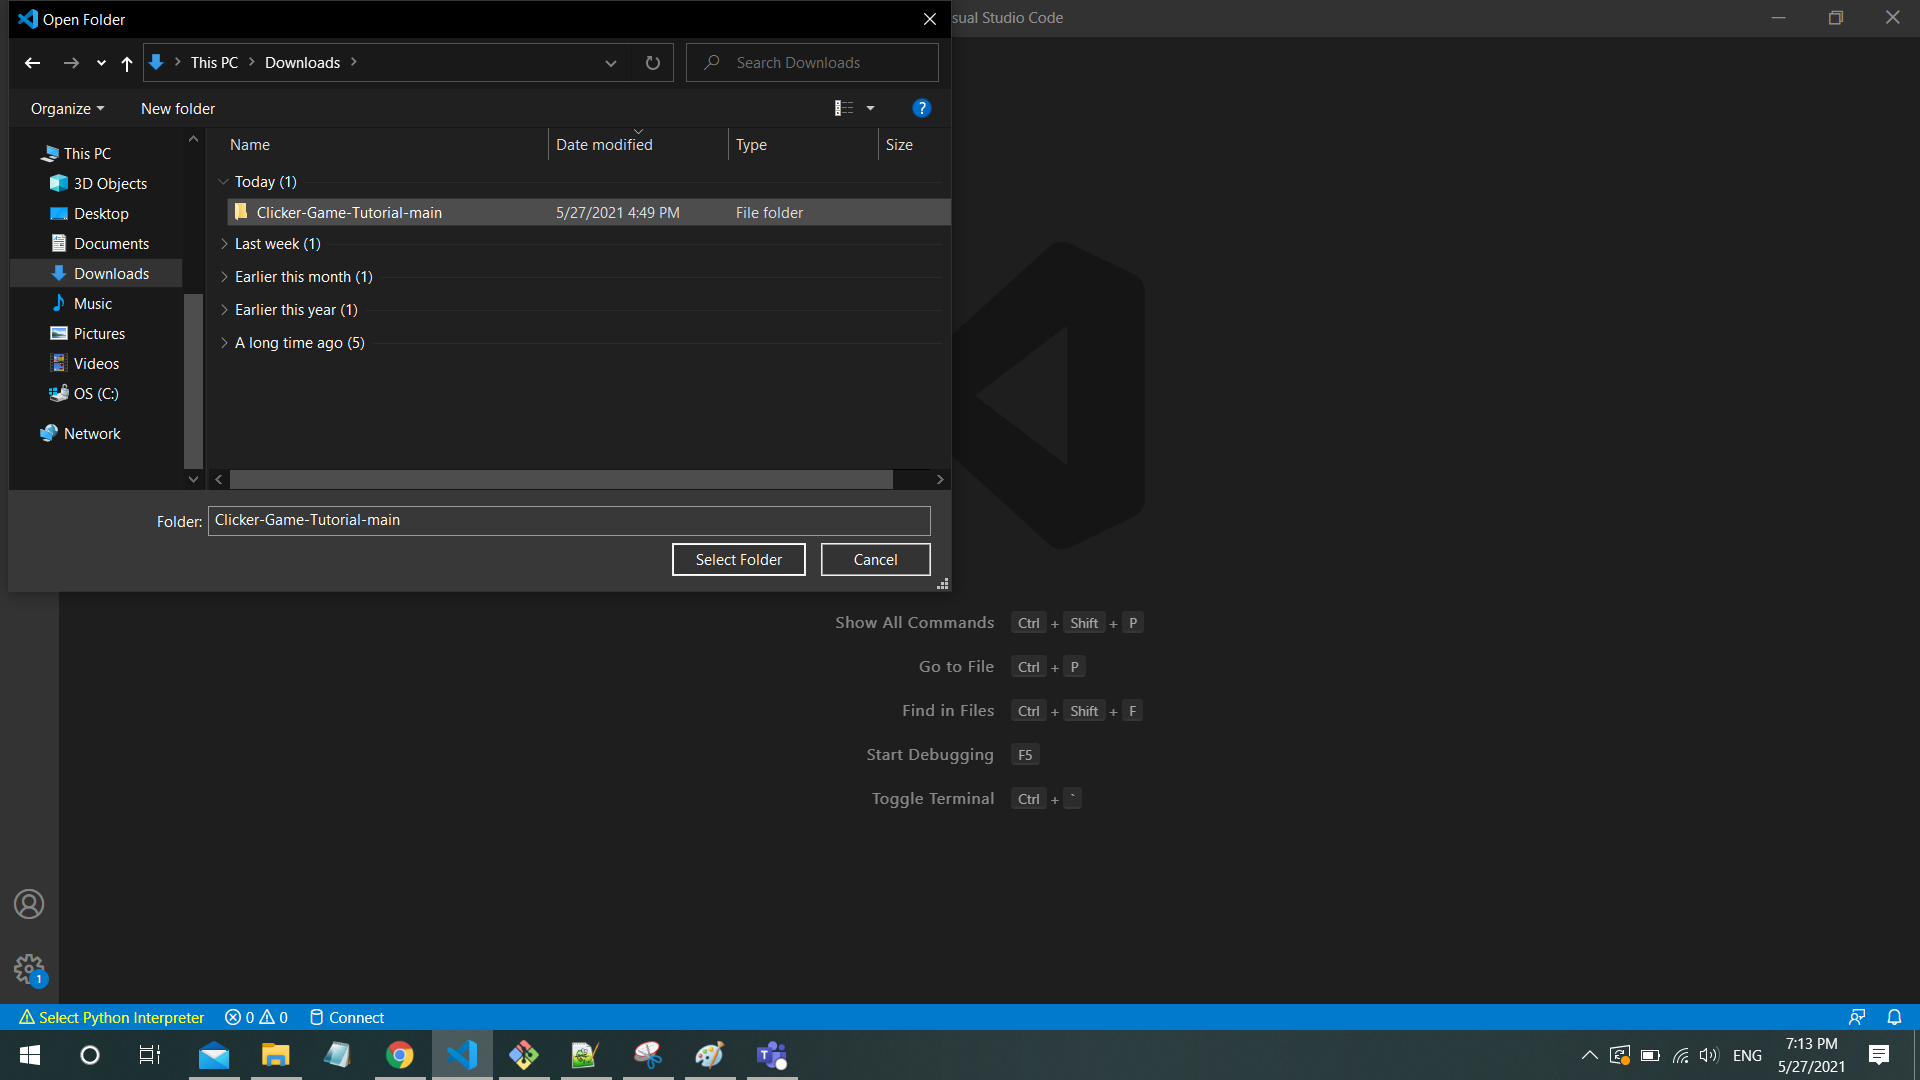 Open Folder
sual Studio Code
This PC
Downloads
Search Downloads
Organize
New folder
?
Name
Date modified
Type
Size
This PC
3D Objects
Desktop
Documents
Downloads
Music
Pictures
Videos
OS (C:)
Network
Today (1)
Clicker-Game-Tutorial-main
5/27/2021 4:49 PM
File folder
Last week (1)
Earlier this month (1)
Earlier this year (1)
A long time ago (5)
Folder:
Clicker-Game-Tutorial-main
Select Folder
Cancel
Show All Commands Ctrl + Shift + P
Go to File Ctrl + P
Find in Files Ctrl + Shift + F
Start Debugging F5
Toggle Terminal Ctrl + `
1
Select Python Interpreter
0
0
Connect
ENG
7:13 PM
5/27/2021